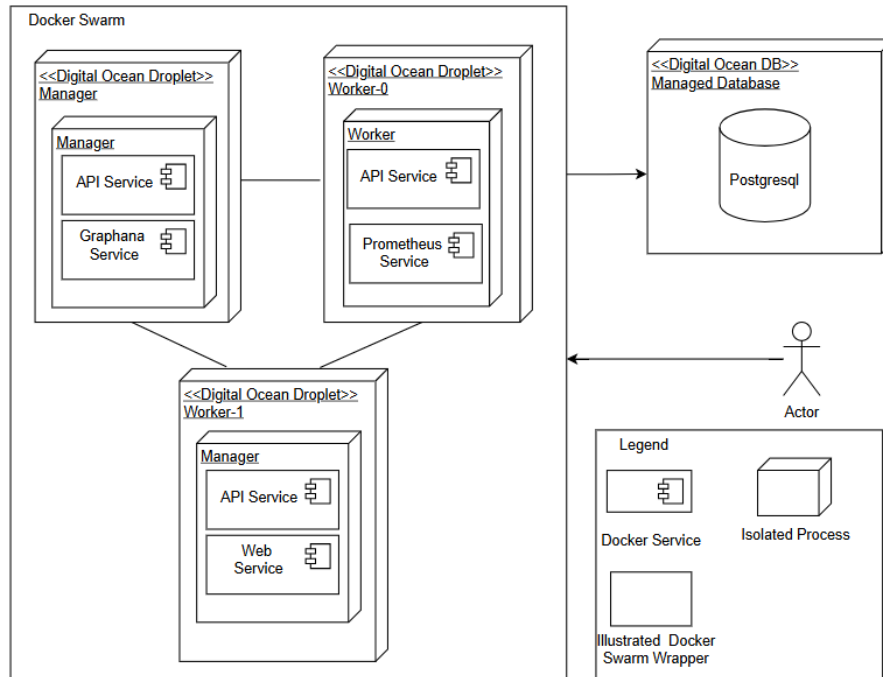 Docker Swarm
<<Digital Ocean Droplet>>
Manager
Manager
API Service
Graphana
Service
<<Digital Ocean Droplet>>
Worker-0
Worker
API Service
Prometheus
Service
<<Digital Ocean DB>>
Managed Database
Postgresql
<<Digital Ocean Droplet>>
Worker-1
Manager
API Service
Web
Service
Actor
Legend
Docker Service
Isolated Process
Illustrated Docker
Swarm Wrapper